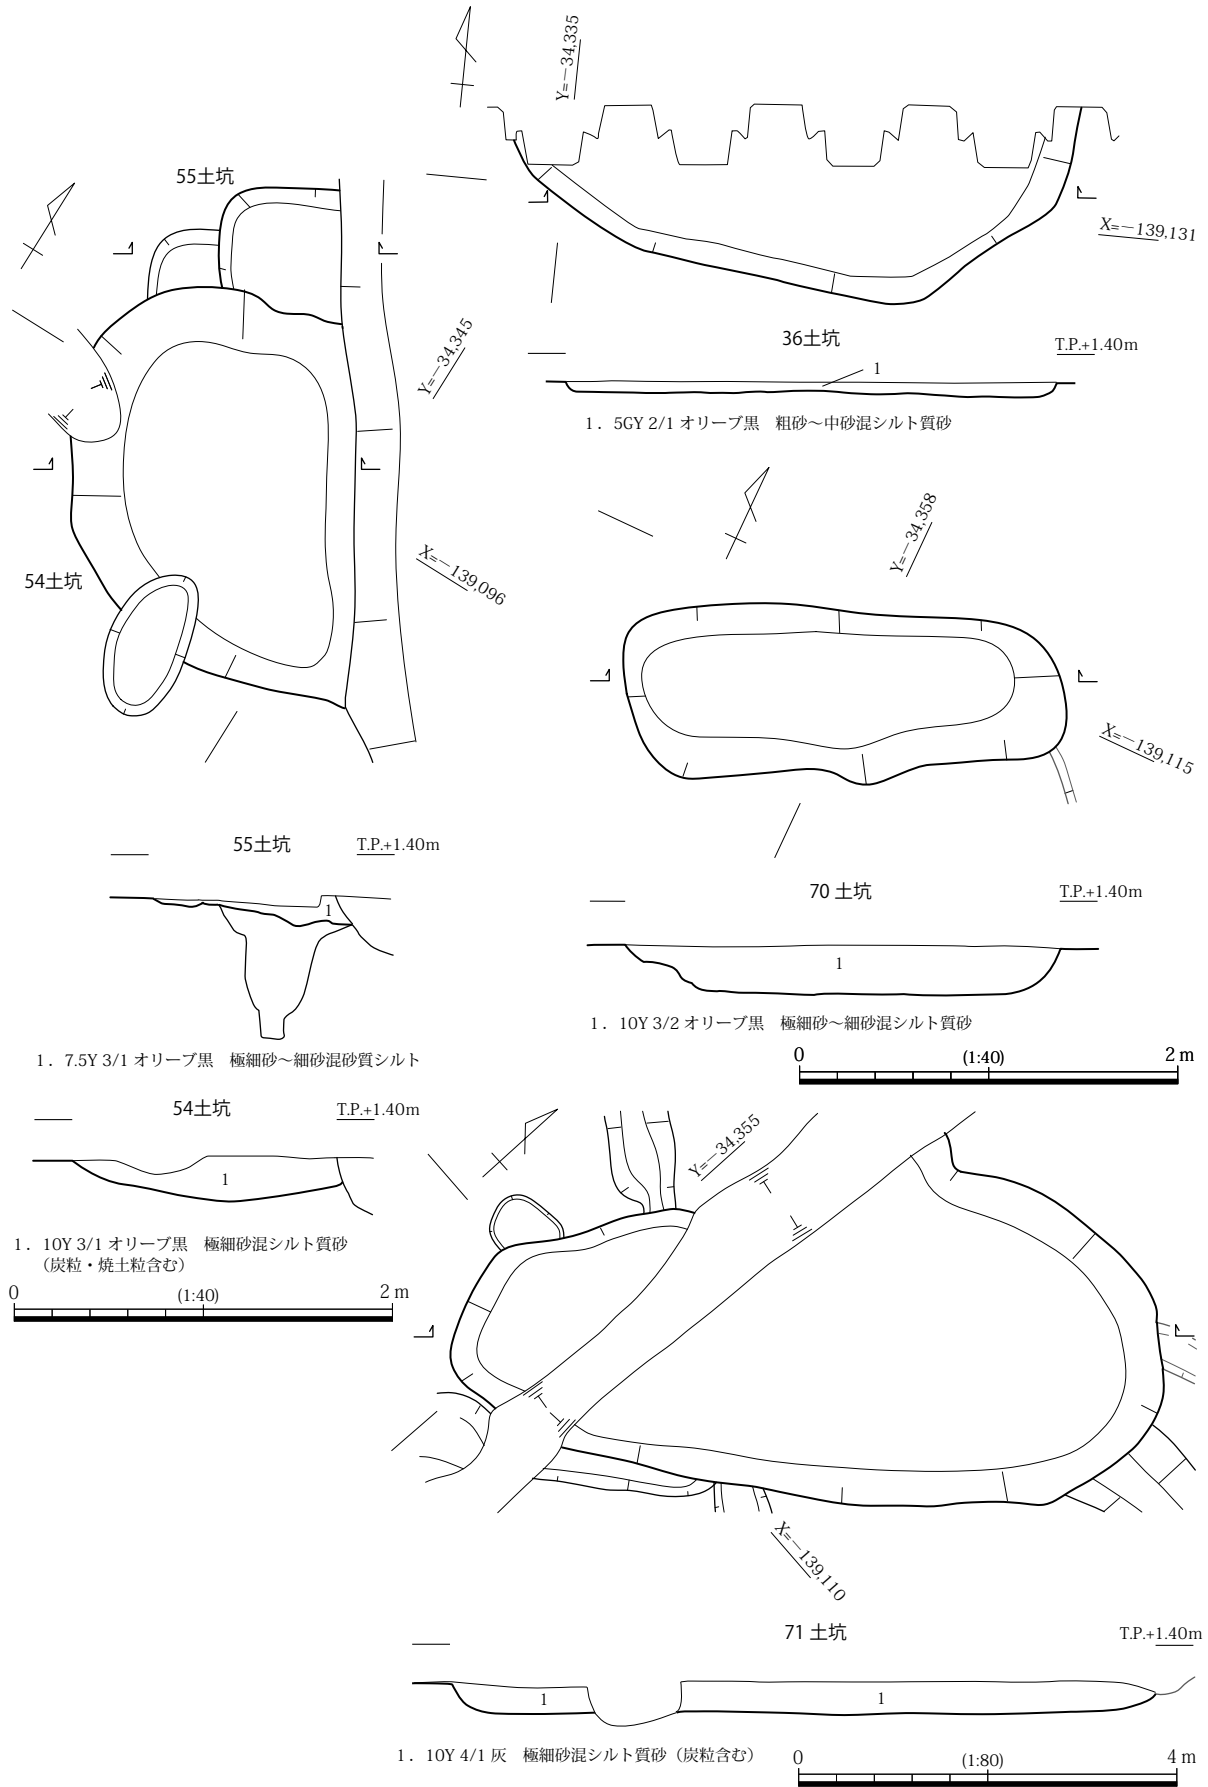 Y=－34,335
X=－139,131
36土坑
T.P.+1.40m
1
1．5GY 2/1 オリーブ黒　粗砂～中砂混シルト質砂
55土坑
Y=－34,345
54土坑
X=－139,096
55土坑
T.P.+1.40m
1
1．7.5Y 3/1 オリーブ黒　極細砂～細砂混砂質シルト
54土坑
T.P.+1.40m
1
1．10Y 3/1 オリーブ黒　極細砂混シルト質砂
（炭粒・焼土粒含む）
0 (1:40) 2 m
Y=－34,358
X=－139,115
70 土坑
T.P.+1.40m
1
1．10Y 3/2 オリーブ黒　極細砂～細砂混シルト質砂
0 (1:40) 2 m
Y=－34,355
X=－139,110
71 土坑
T.P.+1.40m
1
1
1．10Y 4/1 灰　極細砂混シルト質砂（炭粒含む）
0 (1:80) 4 m